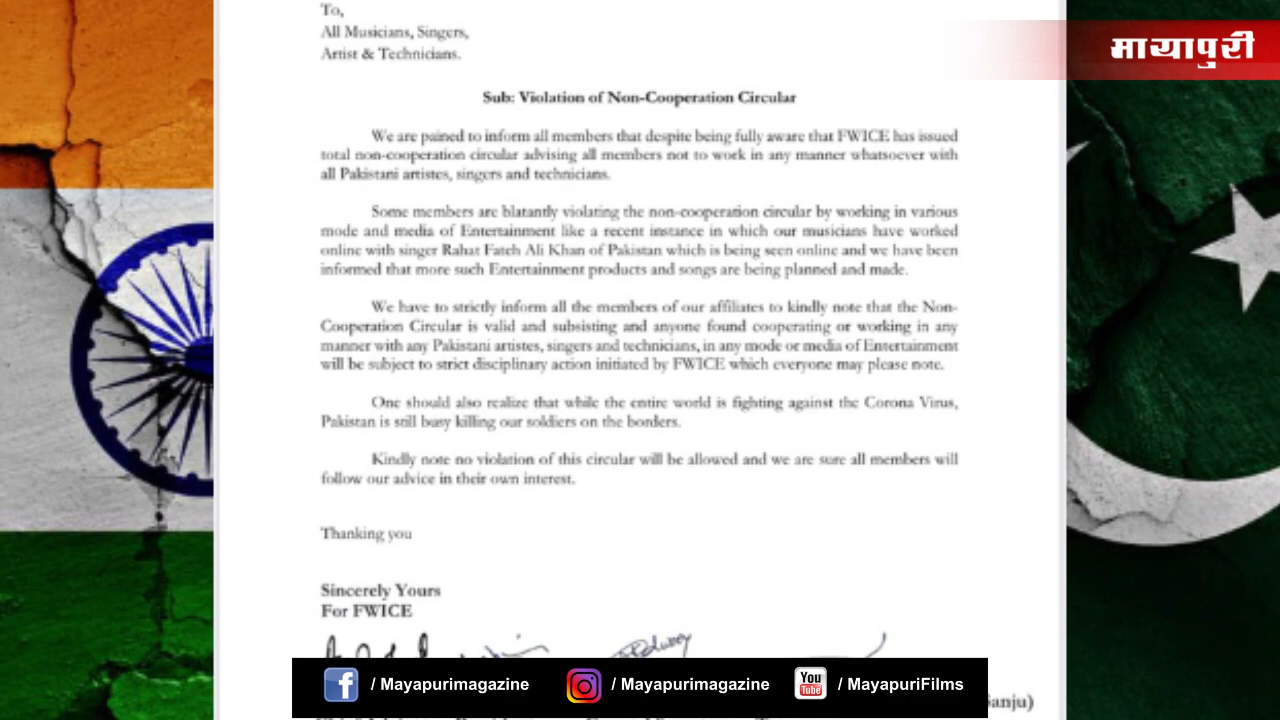 To,
All Musicians, Singers,
Artist & Technicians.
मायापुरी
Sub: Violation of Non-Cooperation Circular
We are pained to inform all members that despite being fully aware that FWICE has issued
total non-cooperation circular advising all members not to work in any manner whatsoever with
all Pakistani artistes, singers and technicians.
Some members are blatantly violating the non-cooperation circular by working in various
mode and media of Entertainment like a recent instance in which our musicians have worked
online with singer Rahat Fateh Ali Khan of Pakistan which is being seen online and we have been
informed that more such Entertainment products and songs are being planned and made.
We have to strictly inform all the members of our affiliates to kindly note that the Non-
Cooperation Circular is valid and subsisting and anyone found cooperating or working in any
manner with any Pakistani artistes, singers and technicians, in any mode or media of Entertainment
will be subject to strict disciplinary action initiated by FWICE which everyone may please note.
One should also realize that while the entire world is fighting against the Corona Virus,
Pakistan is still busy killing our soldiers on the borders.
Kindly note no violation of this circular will be allowed and we are sure all members will
follow our advice in their own interest.
Thanking you
Sincerely Yours
For FWICE
/ Mayapurimagazine
/ Mayapurimagazine
You
Tube
/ MayapuriFilms
Sanju)